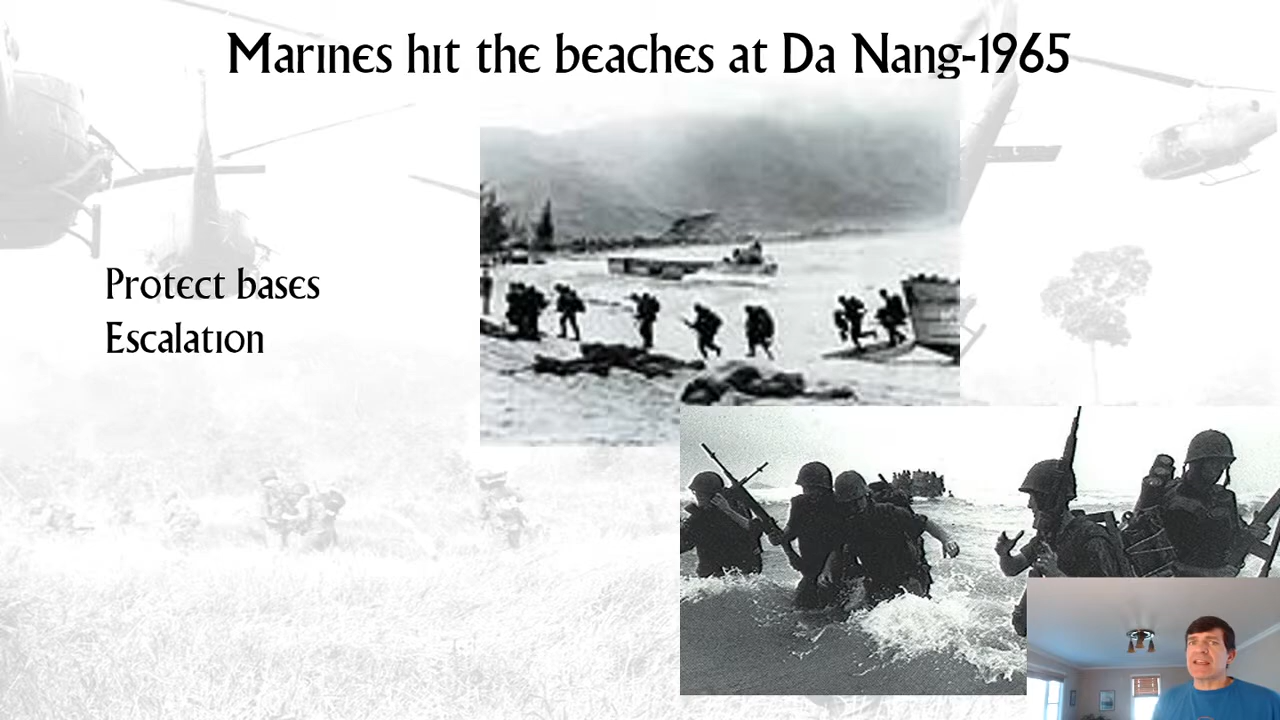 Marines hit the beaches at Da Nang-1965
Protect bases
Escalation